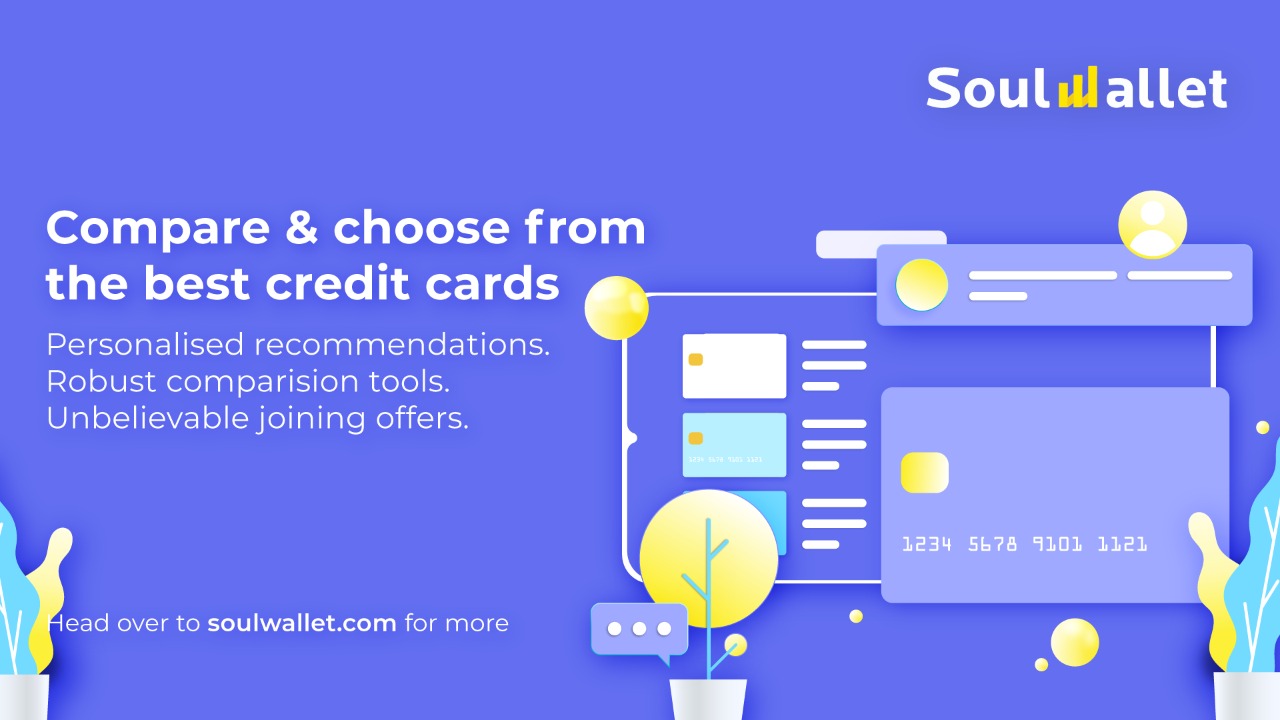 SoulWallet
Compare & choose from
the best credit cards
Personalised recommendations.
Robust comparision tools.
Unbelievable joining offers.
1234 5678 9101 1121
1234 5678 9101 1121
Head over to soulwallet.com for more